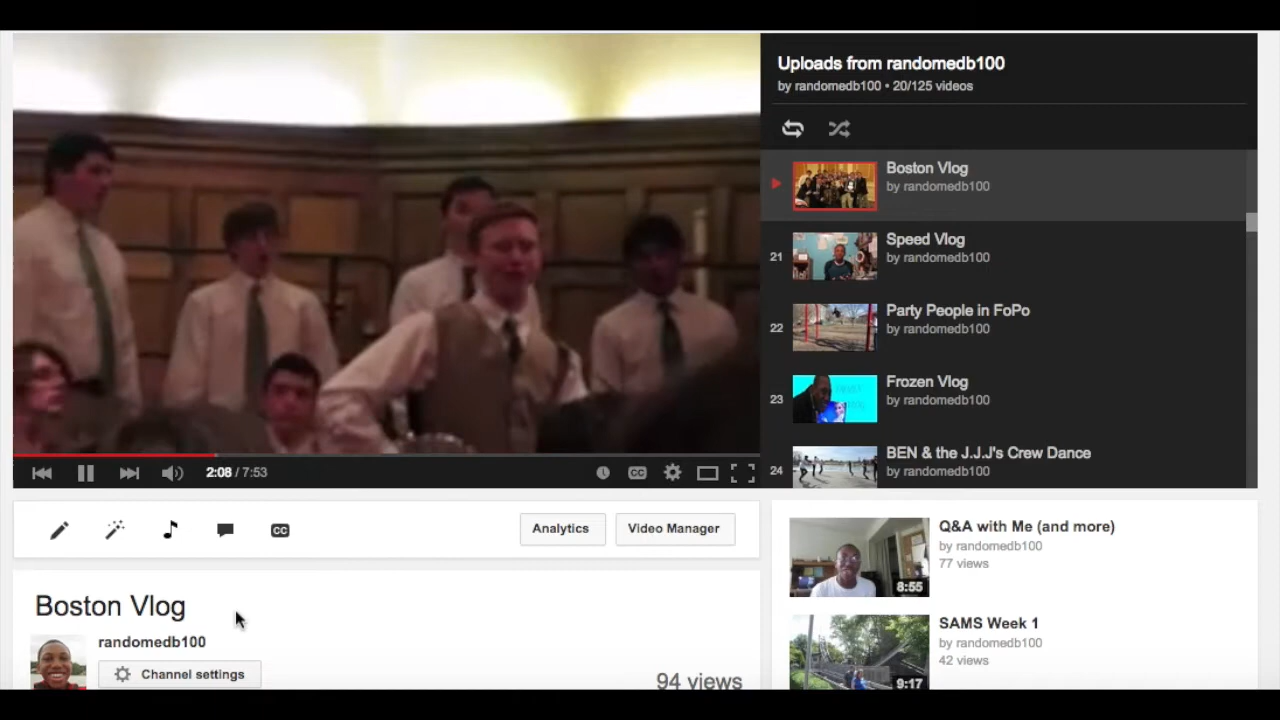 Uploads from randomedb100
by randomedb100 • 20/125 videos
Boston Vlog
by randomedb100
21
Speed Vlog
by randomedb100
22
Party People in FoPo
by randomedb100
23
Frozen Vlog
by randomedb100
24
BEN & the J.J.J's Crew Dance
by randomedb100
2:08 / 7:53
CC
CC
Analytics
Video Manager
Boston Vlog
randomedb100
Channel settings
94 views
Q&A with Me (and more)
by randomedb100
77 views
8:55
SAMS Week 1
by randomedb100
42 views
9:17